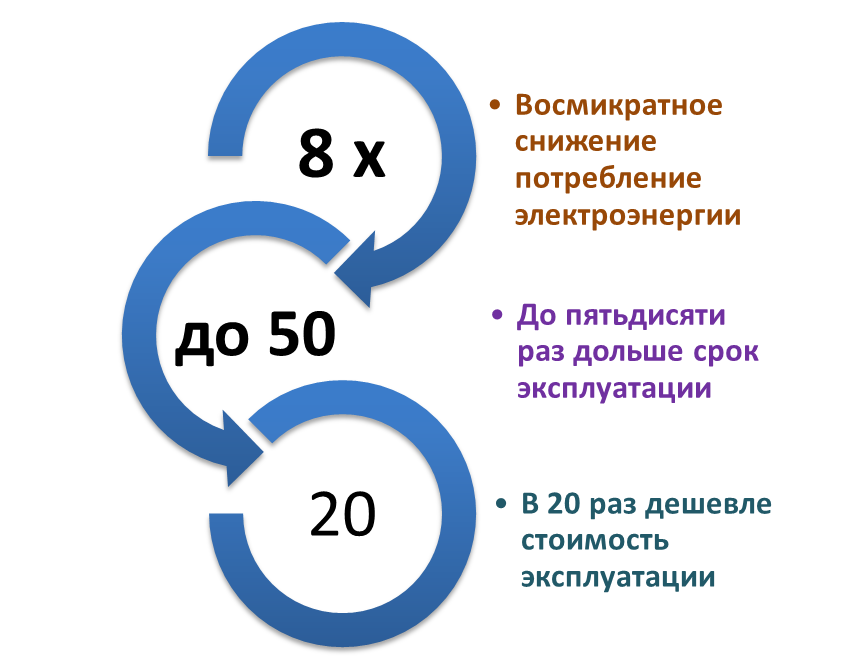 8 x
• Восмикратное
снижение
потребление
электроэнергии
до 50
• До пятьдисяти
раз дольше срок
эксплуатации
20
• В 20 раз дешевле
стоимость
эксплуатации